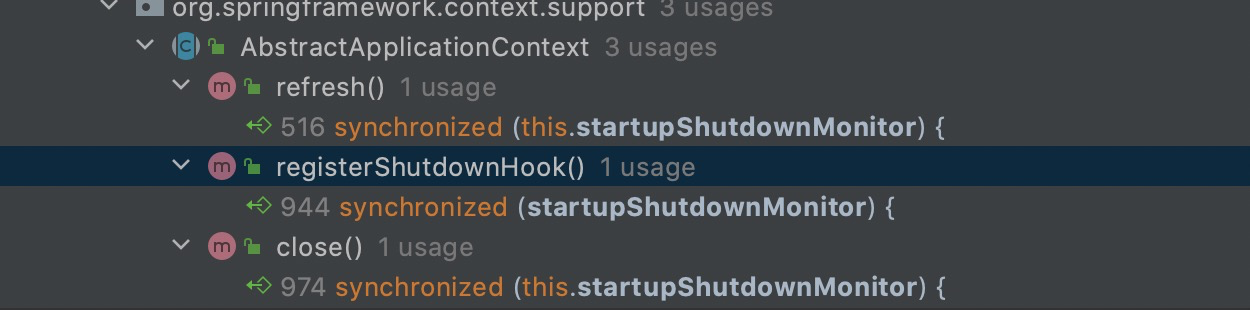 org.springframework.context.support 3 usages
AbstractApplicationContext 3 usages
refresh() 1 usage
516 synchronized (this.startupShutdownMonitor) {
registerShutdownHook() 1 usage
944 synchronized (startupShutdownMonitor) {
close() 1 usage
974 synchronized (this.startupShutdownMonitor) {